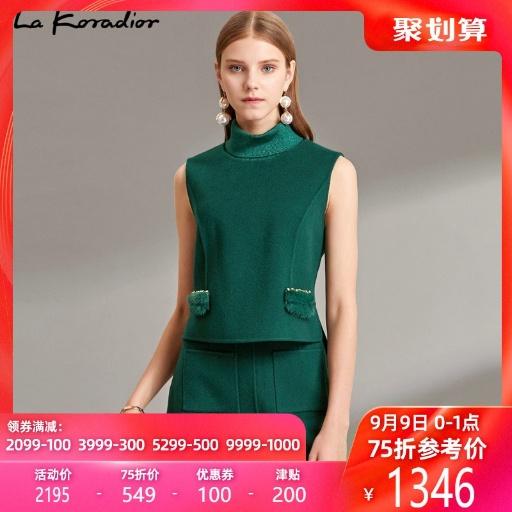 La Koradior
聚划算
领券满减:
2099-100 3999-300 5299-500 9999-1000
活动价 75折价 优惠券 津贴
2195 - 549 - 100 - 200
9月9日 0-1点
75折参考价
¥ 1346